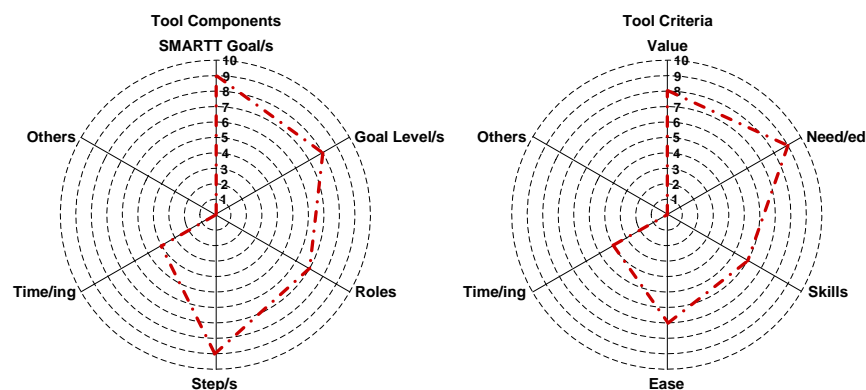 Tool Components
SMARTT Goal/s
10
9
8
7
6
5
4
3
2
1
Others
Goal Level/s
Time/ing
Roles
Step/s
Tool Criteria
Value
10
9
8
7
6
5
4
3
2
1
Others
Need/ed
Time/ing
Skills
Ease